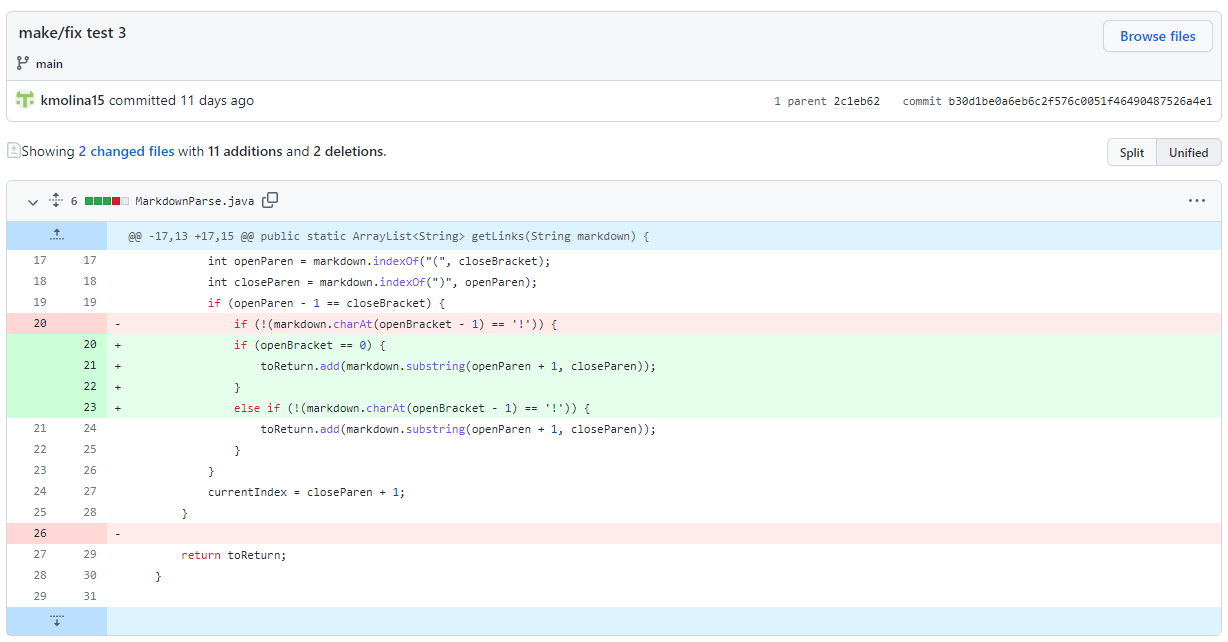 make/fix test 3
Browse files
main
kmolina15 committed 11 days ago
1 parent 2c1eb62 commit b30d1be0a6eb6c2f576c0051f46490487526a4e1
Showing 2 changed files with 11 additions and 2 deletions.
Split Unified
6 MarkdownParse.java
@@ -17,13 +17,15 @@ public static ArrayList<String> getLinks(String markdown) {
17 17 int openParen = markdown.indexOf("(", closeBracket);
18 18 int closeParen = markdown.indexOf(")", openParen);
19 19 if (openParen - 1 == closeBracket) {
20 - if (!(markdown.charAt(openBracket - 1) == '!')) {
20 + if (openBracket == 0) {
21 + toReturn.add(markdown.substring(openParen + 1, closeParen));
22 + }
23 + else if (!(markdown.charAt(openBracket - 1) == '!')) {
21 24 toReturn.add(markdown.substring(openParen + 1, closeParen));
22 25 }
23 26 }
24 27 currentIndex = closeParen + 1;
25 28 }
26 -
27 29 return toReturn;
28 30 }
29 31